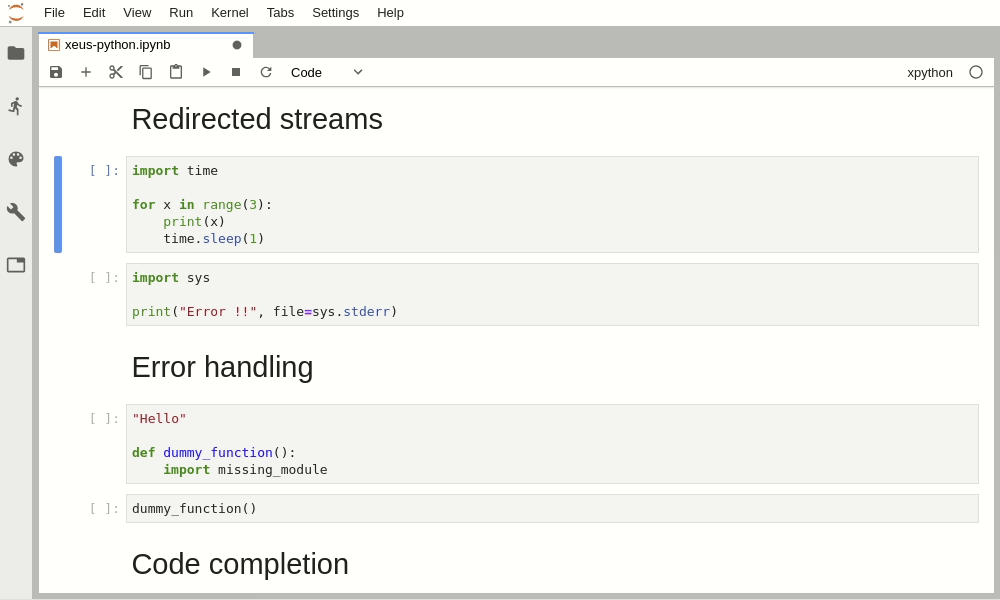 File Edit View Run Kernel Tabs Settings Help
xeus-python.ipynb
Code xpython
Redirected streams
[ ]: import time
for x in range(3):
    print(x)
    time.sleep(1)
[ ]: import sys
print("Error !!", file=sys.stderr)
Error handling
[ ]: "Hello"
def dummy_function():
    import missing_module
[ ]: dummy_function()
Code completion